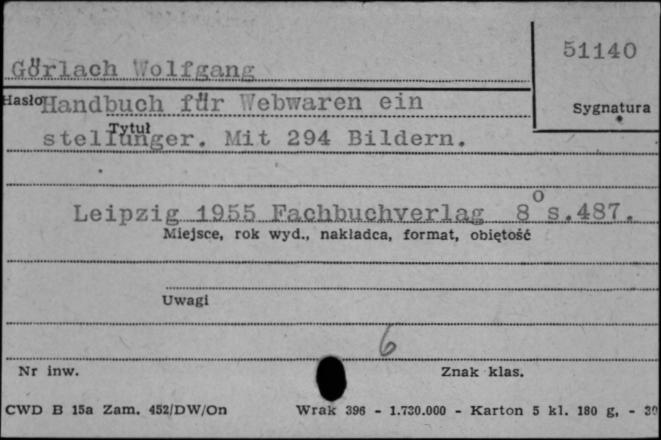 51140
Görlach Wolfgang
Hasło Handbuch für Webwaren ein
Sygnatura
Tytuł
stellunger. Mit 294 Bildern.
Leipzig 1955 Fachbuchverlag 8° s.487.
Miejsce, rok wyd., nakładca, format, objętość
Uwagi
6
Nr inw.
Znak klas.
CWD B 15a Zam. 452/DW/On Wrak 396 - 1.730.000 - Karton 5 kl. 180 g, - 30